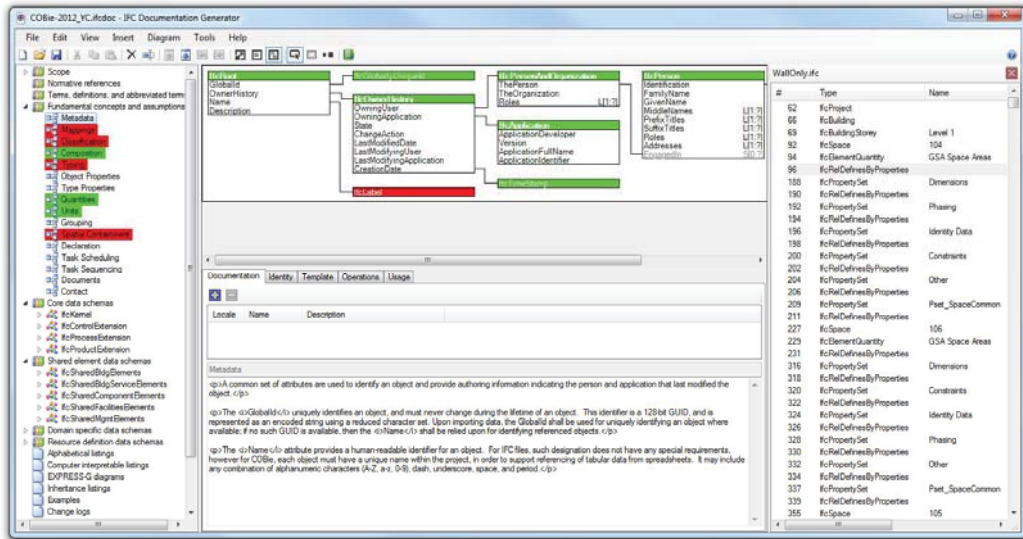 COBie-2012_YC.ifcdoc - IFC Documentation Generator
File Edit View Insert Diagram Tools Help
Scope
Normative references
Terms, definitions, and abbreviated terms
Fundamental concepts and assumptions
Metadata
Mappings
Classification
Composition
Typing
Object Properties
Type Properties
Quantities
Units
Grouping
Spatial Containment
Declaration
Task Scheduling
Task Sequencing
Documents
Contact
Core data schemas
IfcKernel
IfcControlExtension
IfcProcessExtension
IfcProductExtension
Shared element data schemas
IfcSharedBldgElements
IfcSharedBldgServiceElements
IfcSharedComponentElements
IfcSharedFacilitiesElements
IfcSharedMgmtElements
Domain specific data schemas
Resource definition data schemas
Alphabetical listings
Computer interpretable listings
EXPRESS-G diagrams
Inheritance listings
Examples
Change logs
IfcRoot
GlobalId
OwnerHistory
Name
Description
IfcGloballyUniqueId
IfcOwnerHistory
OwningUser
OwningApplication
State
ChangeAction
LastModifiedDate
LastModifyingUser
LastModifyingApplication
CreationDate
IfcLabel
IfcPersonAndOrganization
ThePerson
TheOrganization
Roles L[1:?]
IfcApplication
ApplicationDeveloper
Version
ApplicationFullName
ApplicationIdentifier
IfcTimeStamp
IfcPerson
Identification
FamilyName
GivenName
MiddleNames L[1:?]
PrefixTitles L[1:?]
SuffixTitles L[1:?]
Roles L[1:?]
Addresses L[1:?]
EngagedIn S[0:?]
Documentation Identity Template Operations Usage
Locale Name Description
Metadata
<p>A common set of attributes are used to identify an object and provide authoring information indicating the person and application that last modified the
object.</p>
<p>The <i>GlobalId</i> uniquely identifies an object, and must never change during the lifetime of an object. This identifier is a 128-bit GUID, and is
represented as an encoded string using a reduced character set. Upon importing data, the GlobalId shall be used for uniquely identifying an object where
available; if no such GUID is available, then the <i>Name</i> shall be relied upon for identifying referenced objects.</p>
<p>The <i>Name</i> attribute provides a human-readable identifier for an object. For IFC files, such designation does not have any special requirements,
however for COBie, each object must have a unique name within the project, in order to support referencing of tabular data from spreadsheets. It may include
any combination of alphanumeric characters (A-Z, a-z, 0-9), dash, underscore, space, and period.</p>
WallOnly.ifc
# Type Name
62 IfcProject
66 IfcBuilding
69 IfcBuildingStorey Level 1
92 IfcSpace 104
94 IfcElementQuantity GSA Space Areas
96 IfcRelDefinesByProperties
188 IfcPropertySet Dimensions
190 IfcRelDefinesByProperties
192 IfcPropertySet Phasing
194 IfcRelDefinesByProperties
196 IfcPropertySet Identity Data
198 IfcRelDefinesByProperties
200 IfcPropertySet Constraints
202 IfcRelDefinesByProperties
204 IfcPropertySet Other
206 IfcRelDefinesByProperties
209 IfcPropertySet Pset_SpaceCommon
211 IfcRelDefinesByProperties
227 IfcSpace 106
229 IfcElementQuantity GSA Space Areas
231 IfcRelDefinesByProperties
316 IfcPropertySet Dimensions
318 IfcRelDefinesByProperties
320 IfcPropertySet Constraints
322 IfcRelDefinesByProperties
324 IfcPropertySet Identity Data
326 IfcRelDefinesByProperties
328 IfcPropertySet Phasing
330 IfcRelDefinesByProperties
332 IfcPropertySet Other
334 IfcRelDefinesByProperties
337 IfcPropertySet Pset_SpaceCommon
339 IfcRelDefinesByProperties
355 IfcSpace 105